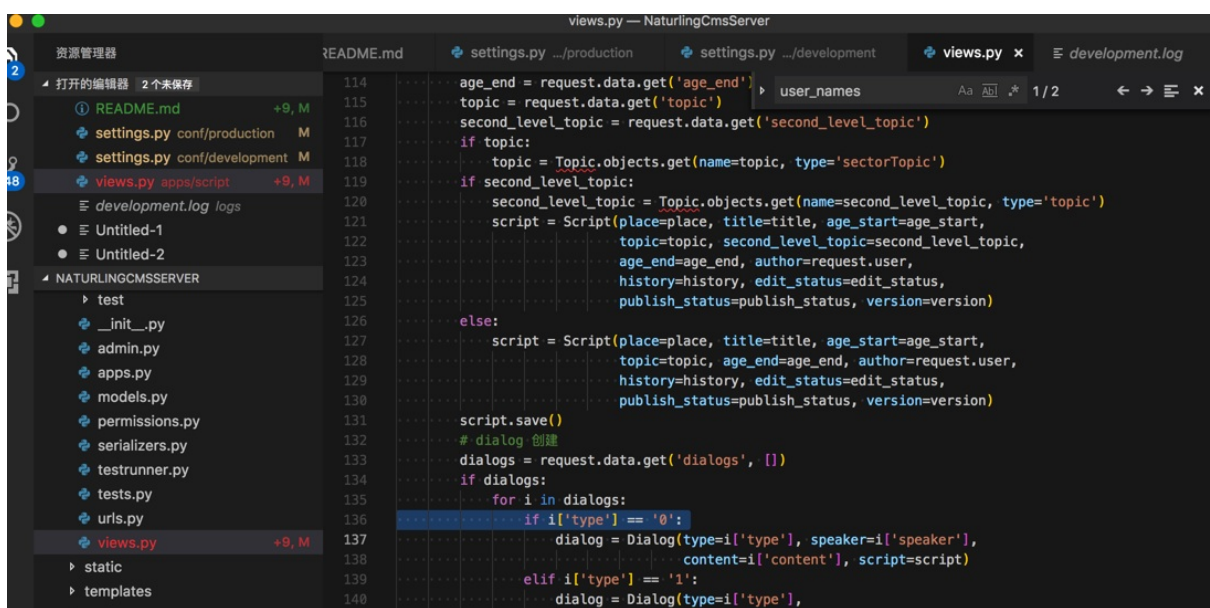 views.py — NaturlingCmsServer
资源管理器
README.md
settings.py .../production
settings.py .../development
views.py ×
development.log
2
打开的编辑器 2个未保存
README.md +9, M
settings.py conf/production M
settings.py conf/development M
views.py apps/script +9, M
development.log logs
Untitled-1
Untitled-2
48
NATURLINGCMSSERVER
test
__init__.py
admin.py
apps.py
models.py
permissions.py
serializers.py
testrunner.py
tests.py
urls.py
views.py +9, M
static
templates
user_names Aa Abl .* 1/2
114 age_end = request.data.get('age_end')
115 topic = request.data.get('topic')
116 second_level_topic = request.data.get('second_level_topic')
117 if topic:
118 topic = Topic.objects.get(name=topic, type='sectorTopic')
119 if second_level_topic:
120 second_level_topic = Topic.objects.get(name=second_level_topic, type='topic')
121 script = Script(place=place, title=title, age_start=age_start,
122 topic=topic, second_level_topic=second_level_topic,
123 age_end=age_end, author=request.user,
124 history=history, edit_status=edit_status,
125 publish_status=publish_status, version=version)
126 else:
127 script = Script(place=place, title=title, age_start=age_start,
128 topic=topic, age_end=age_end, author=request.user,
129 history=history, edit_status=edit_status,
130 publish_status=publish_status, version=version)
131 script.save()
132 # dialog 创建
133 dialogs = request.data.get('dialogs', [])
134 if dialogs:
135 for i in dialogs:
136 if i['type'] == '0':
137 dialog = Dialog(type=i['type'], speaker=i['speaker'],
138 content=i['content'], script=script)
139 elif i['type'] == '1':
140 dialog = Dialog(type=i['type'],